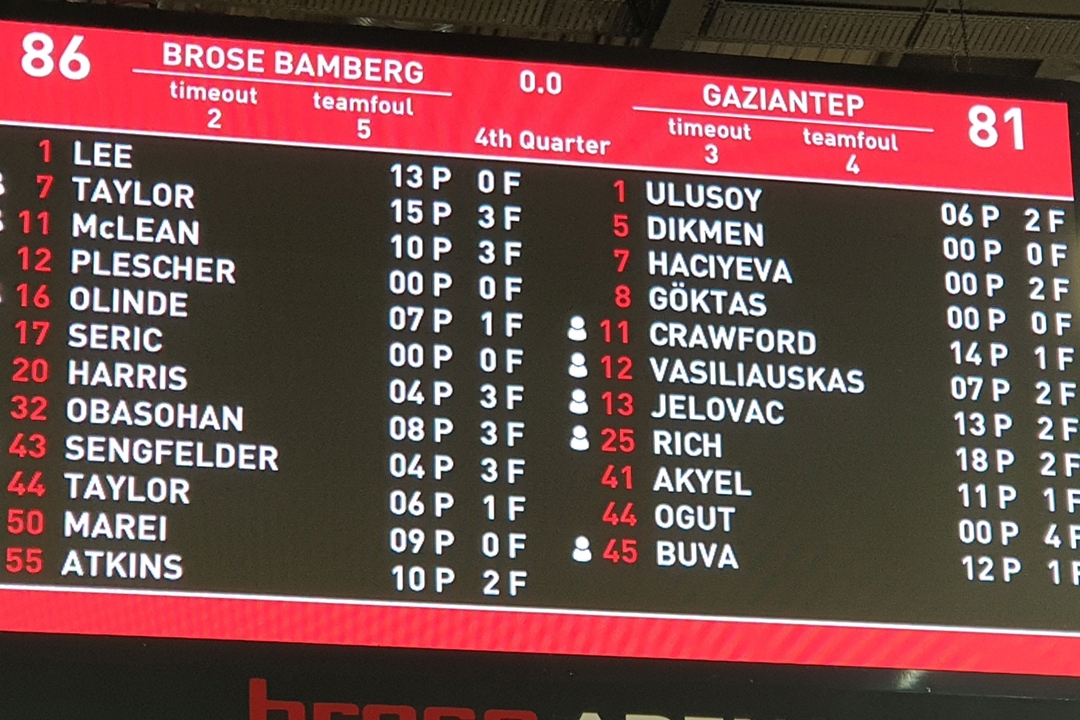 86 BROSE BAMBERG 0.0 GAZIANTEP 81
timeout teamfoul timeout teamfoul
2 5 4th Quarter 3 4
1 LEE 13 P 0 F
7 TAYLOR 15 P 3 F
11 McLEAN 10 P 3 F
12 PLESCHER 00 P 0 F
16 OLINDE 07 P 1 F
17 SERIC 00 P 0 F
20 HARRIS 04 P 3 F
32 OBASOHAN 08 P 3 F
43 SENGFELDER 04 P 3 F
44 TAYLOR 06 P 1 F
50 MAREI 09 P 0 F
55 ATKINS 10 P 2 F
1 ULUSOY 06 P 2 F
5 DIKMEN 00 P 0 F
7 HACIYEVA 00 P 2 F
8 GÖKTAS 00 P 0 F
11 CRAWFORD 14 P 1 F
12 VASILIAUSKAS 07 P 2 F
13 JELOVAC 13 P 2 F
25 RICH 18 P 2 F
41 AKYEL 11 P 1 F
44 OGUT 00 P 4 F
45 BUVA 12 P 1 F
brose ARENA